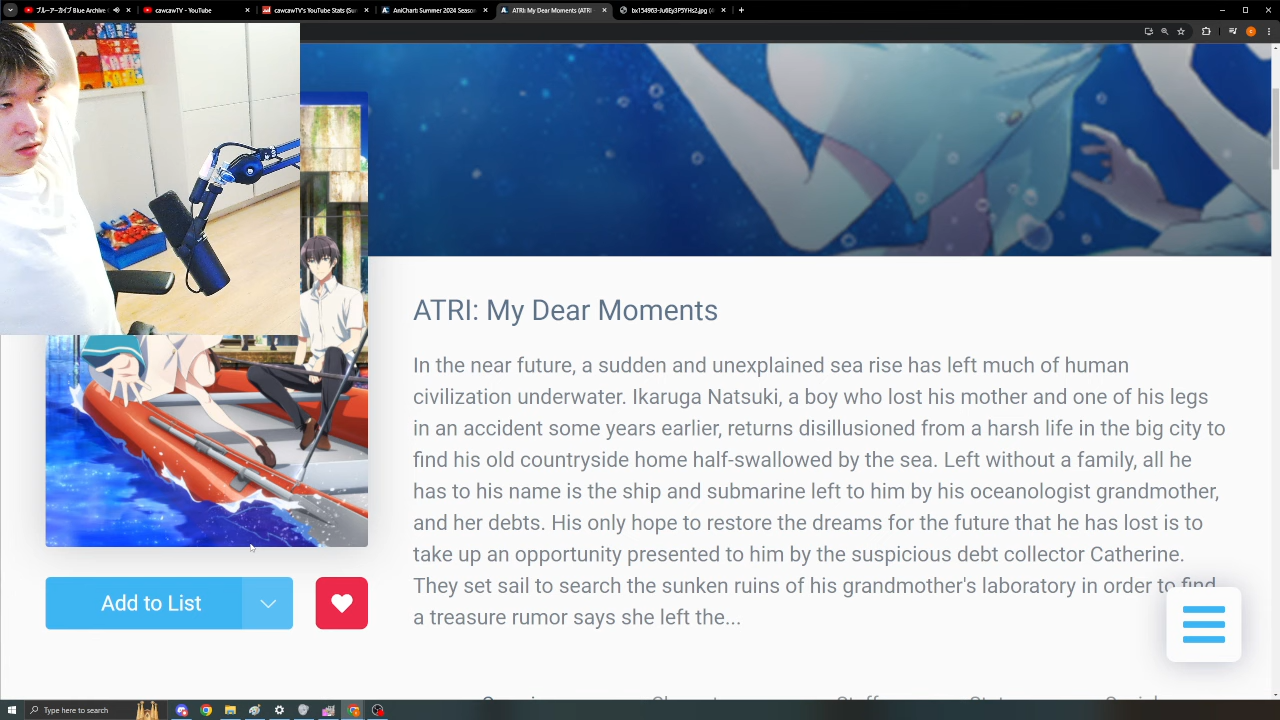 ブルーアーカイブ Blue Archive
cawcawTV - YouTube
cawcawTV's YouTube Stats (Su
AniChart: Summer 2024 Season
ATRI: My Dear Moments (ATRI
ATRI: My Dear Moments
In the near future, a sudden and unexplained sea rise has left much of human
civilization underwater. Ikaruga Natsuki, a boy who lost his mother and one of his legs
in an accident some years earlier, returns disillusioned from a harsh life in the big city to
find his old countryside home half-swallowed by the sea. Left without a family, all he
has to his name is the ship and submarine left to him by his oceanologist grandmother,
and her debts. His only hope to restore the dreams for the future that he has lost is to
take up an opportunity presented to him by the suspicious debt collector Catherine.
They set sail to search the sunken ruins of his grandmother's laboratory in order to find
a treasure rumor says she left the...
Add to List
Type here to search